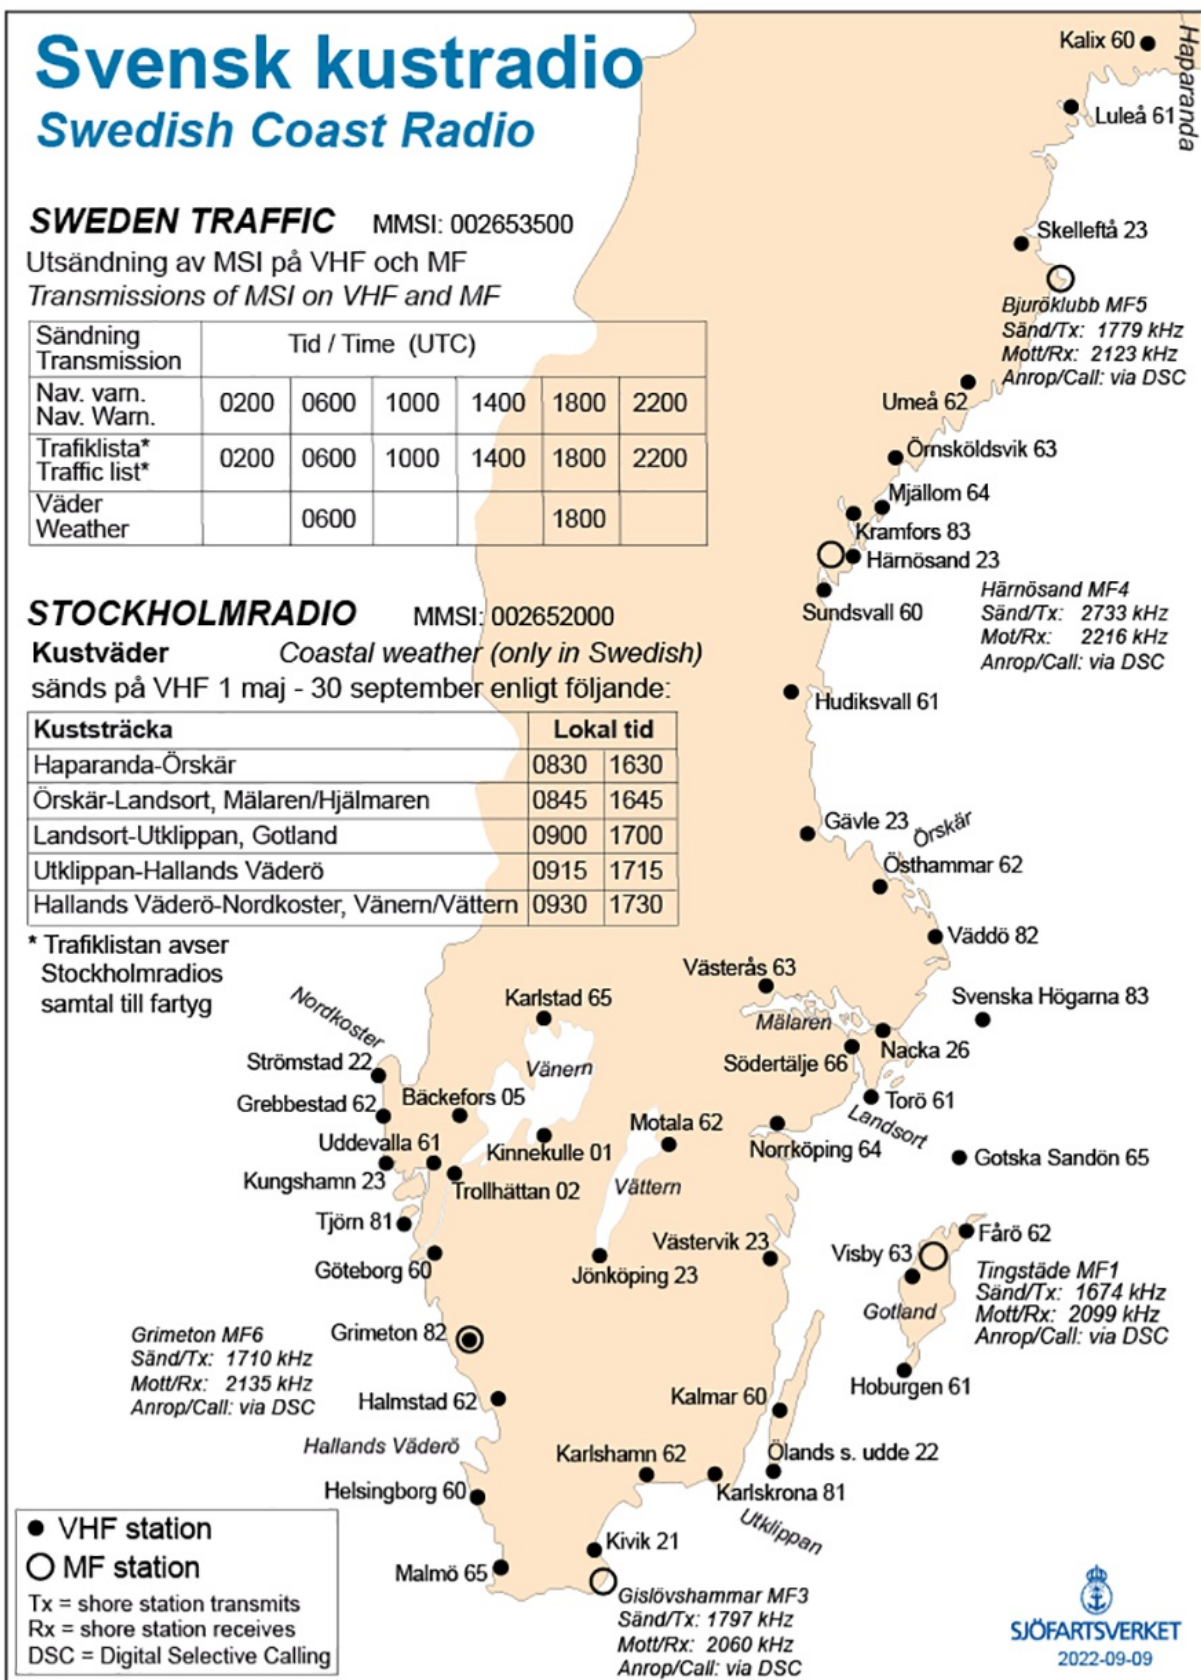 Svensk kustradio
Swedish Coast Radio
SWEDEN TRAFFIC MMSI: 002653500
Utsändning av MSI på VHF och MF
Transmissions of MSI on VHF and MF
Sändning
Transmission
Tid / Time (UTC)
Nav. varn.
Nav. Warn.
0200 0600 1000 1400 1800 2200
Trafiklista*
Traffic list*
0200 0600 1000 1400 1800 2200
Väder
Weather
0600 1800
STOCKHOLMRADIO MMSI: 002652000
Kustväder Coastal weather (only in Swedish)
sänds på VHF 1 maj - 30 september enligt följande:
Kuststräcka Lokal tid
Haparanda-Örskär 0830 1630
Örskär-Landsort, Mälaren/Hjälmaren 0845 1645
Landsort-Utklippan, Gotland 0900 1700
Utklippan-Hallands Väderö 0915 1715
Hallands Väderö-Nordkoster, Vänern/Vättern 0930 1730
* Trafiklistan avser
Stockholmradios
samtal till fartyg
Kalix 60
Haparanda
Luleå 61
Skelleftå 23
Bjuröklubb MF5
Sänd/Tx: 1779 kHz
Mott/Rx: 2123 kHz
Anrop/Call: via DSC
Umeå 62
Örnsköldsvik 63
Mjällom 64
Kramfors 83
Härnösand 23
Sundsvall 60
Härnösand MF4
Sänd/Tx: 2733 kHz
Mot/Rx: 2216 kHz
Anrop/Call: via DSC
Hudiksvall 61
Gävle 23
Örskär
Östhammar 62
Väddö 82
Västerås 63
Svenska Högarna 83
Mälaren
Nacka 26
Södertälje 66
Torö 61
Landsort
Karlstad 65
Nordkoster
Vänern
Strömstad 22
Bäckefors 05
Grebbestad 62
Motala 62
Uddevalla 61
Kinnekulle 01
Norrköping 64
Gotska Sandön 65
Kungshamn 23
Trollhättan 02
Vättern
Tjörn 81
Göteborg 60
Jönköping 23
Västervik 23
Visby 63
Fårö 62
Gotland
Tingstäde MF1
Sänd/Tx: 1674 kHz
Mott/Rx: 2099 kHz
Anrop/Call: via DSC
Hoburgen 61
Grimeton 82
Grimeton MF6
Sänd/Tx: 1710 kHz
Mott/Rx: 2135 kHz
Anrop/Call: via DSC
Halmstad 62
Kalmar 60
Hallands Väderö
Karlshamn 62
Ölands s. udde 22
Helsingborg 60
Karlskrona 81
Utklippan
Kivik 21
Malmö 65
Gislövshammar MF3
Sänd/Tx: 1797 kHz
Mott/Rx: 2060 kHz
Anrop/Call: via DSC
VHF station
MF station
Tx = shore station transmits
Rx = shore station receives
DSC = Digital Selective Calling
SJÖFARTSVERKET
2022-09-09